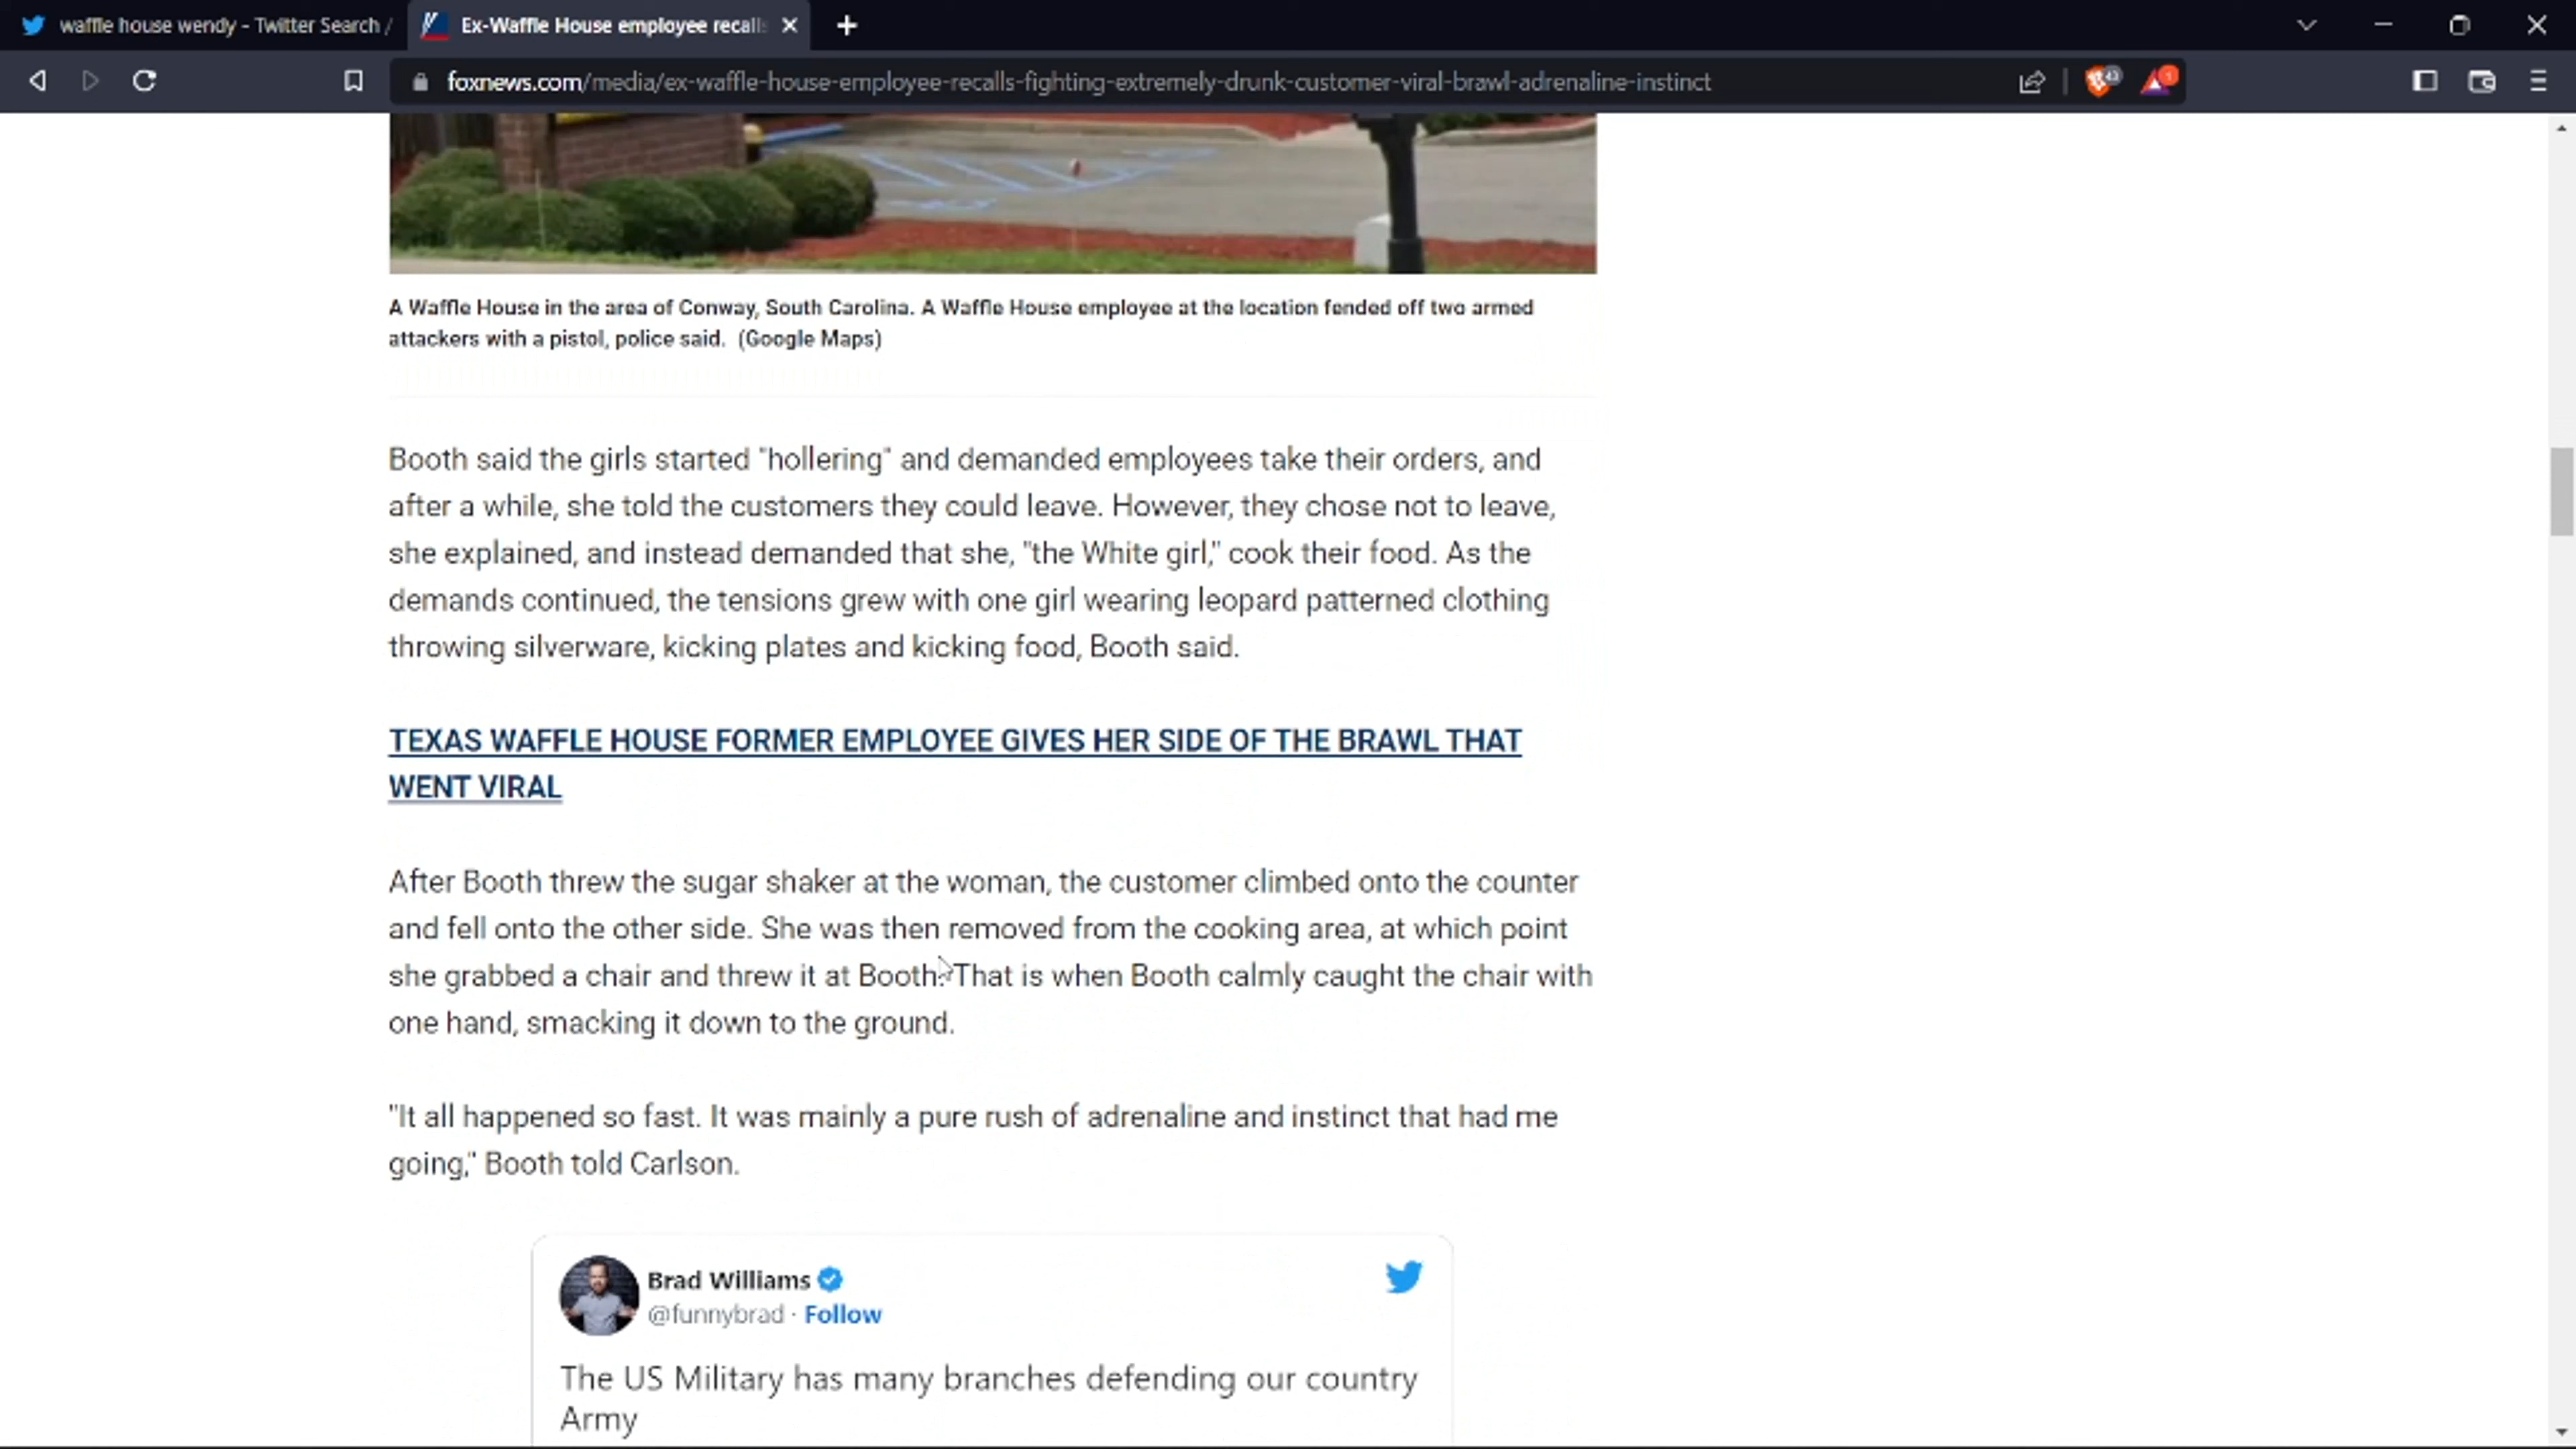 waffle house wendy - Twitter Search /
Ex-Waffle House employee recalls
foxnews.com/media/ex-waffle-house-employee-recalls-fighting-extremely-drunk-customer-viral-brawl-adrenaline-instinct
43
1
A Waffle House in the area of Conway, South Carolina. A Waffle House employee at the location fended off two armed
attackers with a pistol, police said.  (Google Maps)
Booth said the girls started "hollering" and demanded employees take their orders, and
after a while, she told the customers they could leave. However, they chose not to leave,
she explained, and instead demanded that she, "the White girl," cook their food. As the
demands continued, the tensions grew with one girl wearing leopard patterned clothing
throwing silverware, kicking plates and kicking food, Booth said.
TEXAS WAFFLE HOUSE FORMER EMPLOYEE GIVES HER SIDE OF THE BRAWL THAT
WENT VIRAL
After Booth threw the sugar shaker at the woman, the customer climbed onto the counter
and fell onto the other side. She was then removed from the cooking area, at which point
she grabbed a chair and threw it at Booth. That is when Booth calmly caught the chair with
one hand, smacking it down to the ground.
"It all happened so fast. It was mainly a pure rush of adrenaline and instinct that had me
going," Booth told Carlson.
Brad Williams
@funnybrad · Follow
The US Military has many branches defending our country
Army